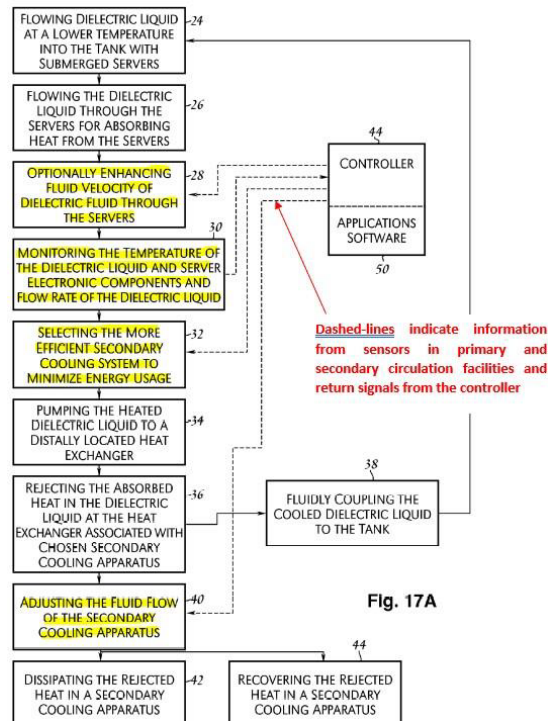 FLOWING DIELECTRIC LIQUID
AT A LOWER TEMPERATURE
INTO THE TANK WITH
SUBMERGED SERVERS
24
FLOWING THE DIELECTRIC
LIQUID THROUGH THE
SERVERS FOR ABSORBING
HEAT FROM THE SERVERS
26
OPTIONALLY ENHANCING
FLUID VELOCITY OF
DIELECTRIC FLUID THROUGH
THE SERVERS
28
30
MONITORING THE TEMPERATURE OF
THE DIELECTRIC LIQUID AND SERVER
ELECTRONIC COMPONENTS AND
FLOW RATE OF THE DIELECTRIC LIQUID
SELECTING THE MORE
EFFICIENT SECONDARY
COOLING SYSTEM TO
MINIMIZE ENERGY USAGE
32
PUMPING THE HEATED
DIELECTRIC LIQUID TO A
DISTALLY LOCATED HEAT
EXCHANGER
34
REJECTING THE ABSORBED
HEAT IN THE DIELECTRIC
LIQUID AT THE HEAT
EXCHANGER ASSOCIATED WITH
CHOSEN SECONDARY
COOLING APPARATUS
36
ADJUSTING THE FLUID FLOW
OF THE SECONDARY
COOLING APPARATUS
40
DISSIPATING THE REJECTED
HEAT IN A SECONDARY
COOLING APPARATUS
42
44
RECOVERING THE REJECTED
HEAT IN A SECONDARY
COOLING APPARATUS
44
CONTROLLER
APPLICATIONS
SOFTWARE
50
Dashed-lines indicate information
from sensors in primary and
secondary circulation facilities and
return signals from the controller
38
FLUIDLY COUPLING THE
COOLED DIELECTRIC LIQUID
TO THE TANK
Fig. 17A